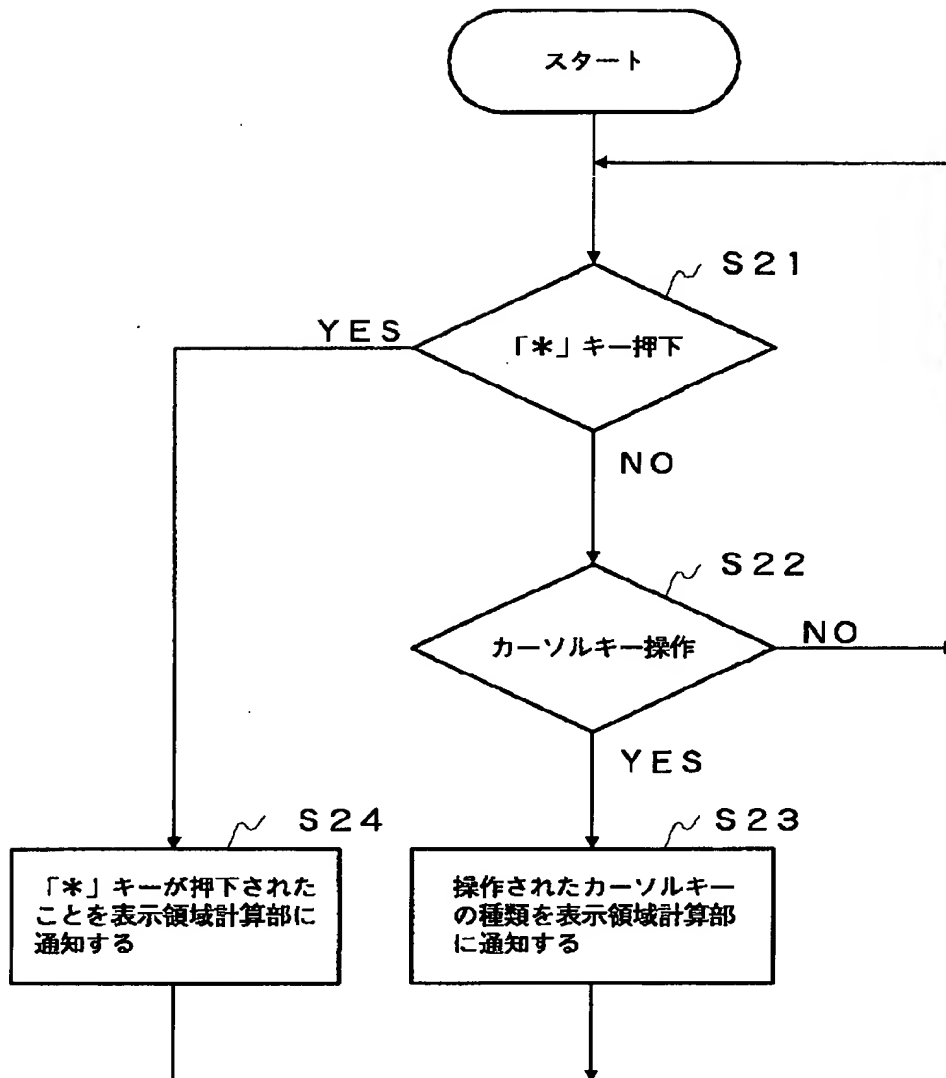 スタート
S21
YES
「*」キー押下
NO
S22
カーソルキー操作
NO
YES
S24
S23
「*」キーが押下された
ことを表示領域計算部に
通知する
操作されたカーソルキー
の種類を表示領域計算部
に通知する